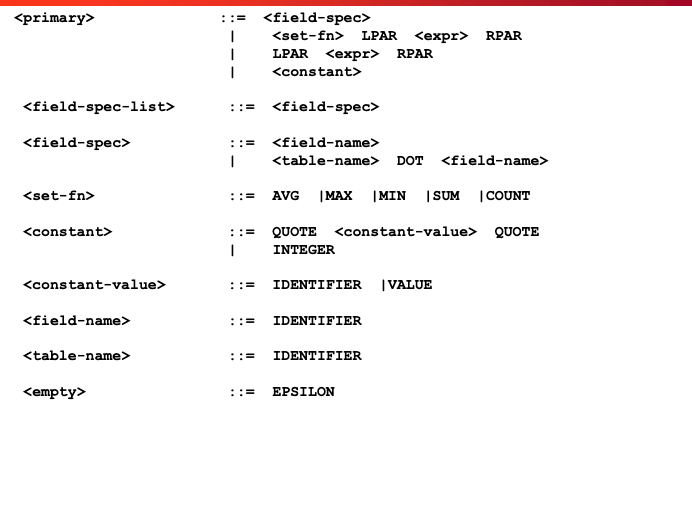 <primary> ::= <field-spec>
| <set-fn> LPAR <expr> RPAR
| LPAR <expr> RPAR
| <constant>
<field-spec-list> ::= <field-spec>
<field-spec> ::= <field-name>
| <table-name> DOT <field-name>
<set-fn> ::= AVG |MAX |MIN |SUM |COUNT
<constant> ::= QUOTE <constant-value> QUOTE
| INTEGER
<constant-value> ::= IDENTIFIER |VALUE
<field-name> ::= IDENTIFIER
<table-name> ::= IDENTIFIER
<empty> ::= EPSILON